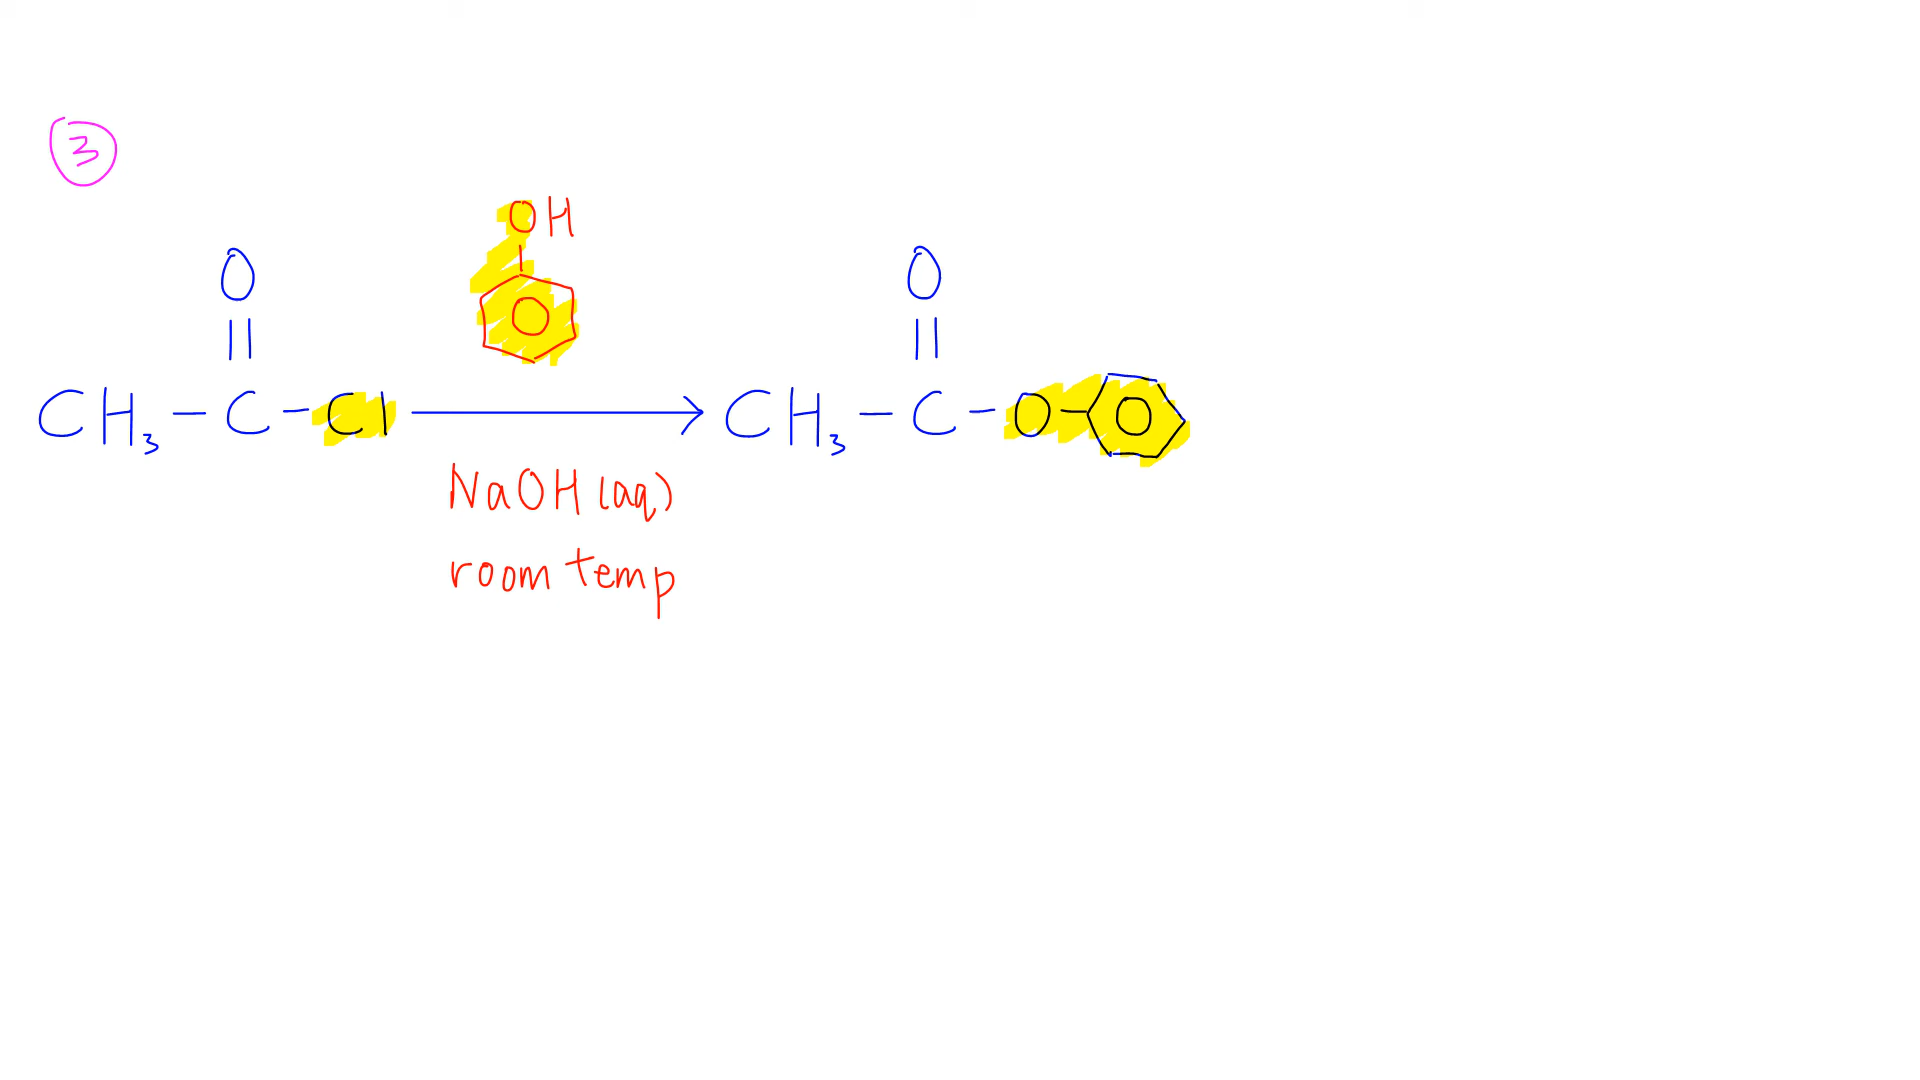 3
OH
O O
CH3 - C - Cl → CH3 - C - O -
NaOH (aq)
room temp